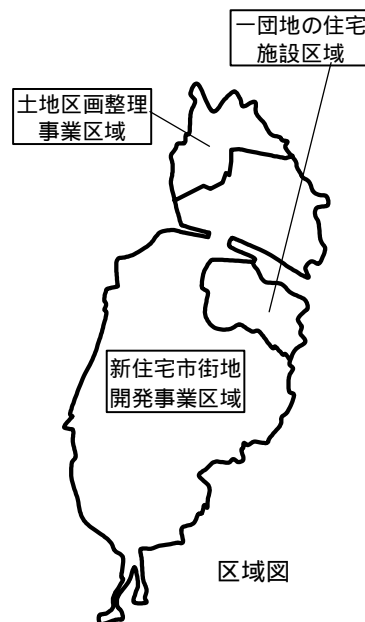 一団地の住宅
施設区域
土地区画整理
事業区域
新住宅市街地
開発事業区域
区域図